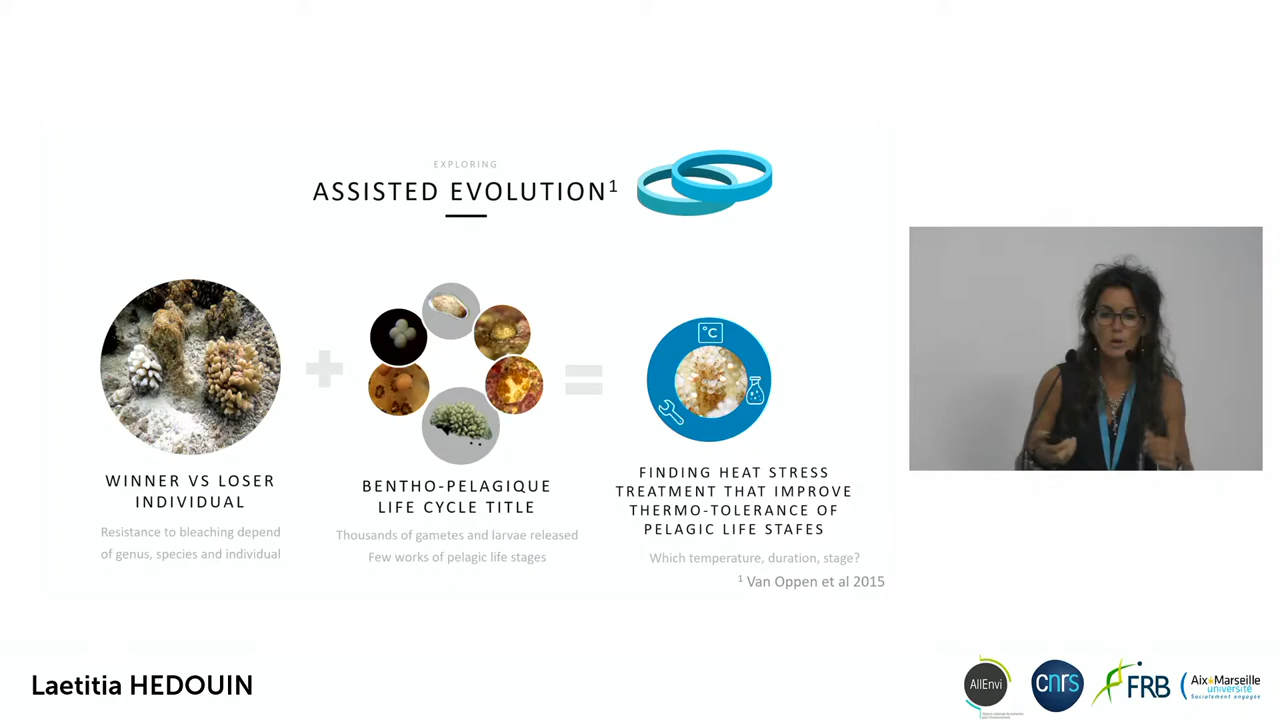 EXPLORING
ASSISTED EVOLUTION¹
°C
WINNER VS LOSER
INDIVIDUAL
Resistance to bleaching depend
of genus, species and individual
BENTHO-PELAGIQUE
LIFE CYCLE TITLE
Thousands of gametes and larvae released
Few works of pelagic life stages
FINDING HEAT STRESS
TREATMENT THAT IMPROVE
THERMO-TOLERANCE OF
PELAGIC LIFE STAFES
Which temperature, duration, stage?
¹ Van Oppen et al 2015
Laetitia HEDOUIN
AllEnvi
cnrs
FRB
Aix Marseille
université
Socialement engagée